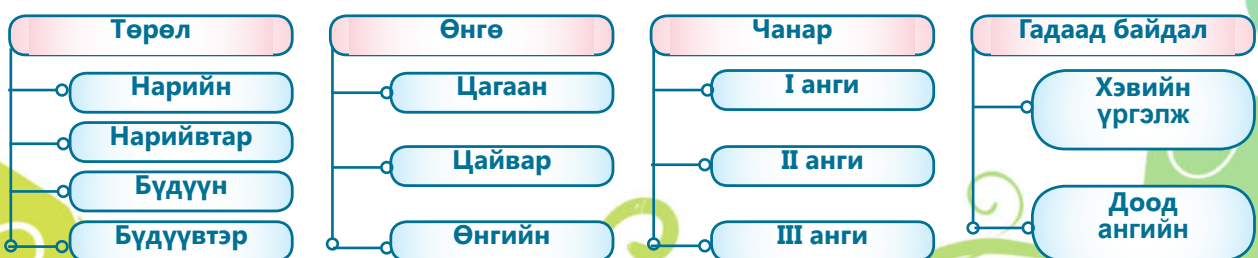 Төрөл
Нарийн
Нарийвтар
Бүдүүн
Бүдүүвтэр
Өнгө
Цагаан
Цайвар
Өнгийн
Чанар
I анги
II анги
III анги
Гадаад байдал
Хэвийн
үргэлж
Доод
ангийн